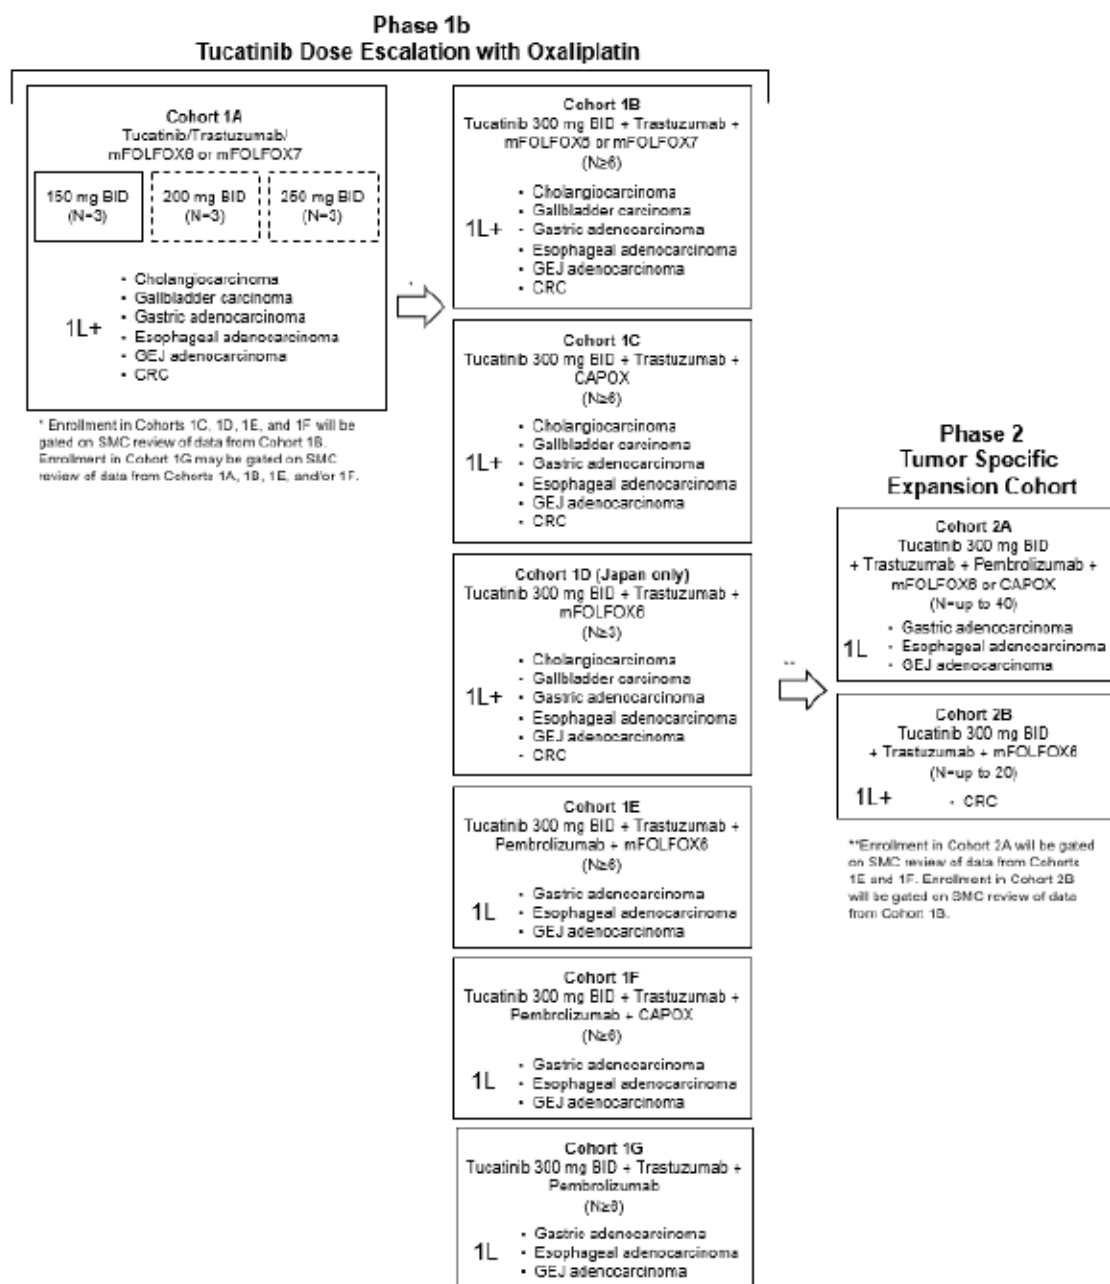 Phase 1b
Tucatinib Dose Escalation with Oxaliplatin
Cohort 1A
Tucatinib/Trastuzumab/
mFOLFOX6 or mFOLFOX7
150 mg BID
(N=3)
200 mg BID
(N=3)
250 mg BID
(N=3)
1L+
• Cholangiocarcinoma
• Gallbladder carcinoma
• Gastric adenocarcinoma
• Esophageal adenocarcinoma
• GEJ adenocarcinoma
• CRC
* Enrollment in Cohorts 1C, 1D, 1E, and 1F will be
gated on SMC review of data from Cohort 1B.
Enrollment in Cohort 1G may be gated on SMC
review of data from Cohorts 1A, 1B, 1E, and/or 1F.
*
Cohort 1B
Tucatinib 300 mg BID + Trastuzumab +
mFOLFOX6 or mFOLFOX7
(N≥6)
1L+
• Cholangiocarcinoma
• Gallbladder carcinoma
- Gastric adenocarcinoma
• Esophageal adenocarcinoma
• GEJ adenocarcinoma
• CRC
Cohort 1C
Tucatinib 300 mg BID + Trastuzumab +
CAPOX
(N≥6)
1L+
• Cholangiocarcinoma
• Gallbladder carcinoma
• Gastric adenocarcinoma
• Esophageal adenocarcinoma
• GEJ adenocarcinoma
• CRC
Cohort 1D (Japan only)
Tucatinib 300 mg BID + Trastuzumab +
mFOLFOX6
(N≥3)
1L+
• Cholangiocarcinoma
- Gallbladder carcinoma
• Gastric adenocarcinoma
• Esophageal adenocarcinoma
• GEJ adenocarcinoma
- CRC
Cohort 1E
Tucatinib 300 mg BID + Trastuzumab +
Pembrolizumab + mFOLFOX6
(N≥6)
1L
• Gastric adenocarcinoma
• Esophageal adenocarcinoma
• GEJ adenocarcinoma
Cohort 1F
Tucatinib 300 mg BID + Trastuzumab +
Pembrolizumab + CAPOX
(N≥6)
1L
• Gastric adenocarcinoma
• Esophageal adenocarcinoma
• GEJ adenocarcinoma
Cohort 1G
Tucatinib 300 mg BID + Trastuzumab +
Pembrolizumab
(N≥6)
1L
• Gastric adenocarcinoma
• Esophageal adenocarcinoma
• GEJ adenocarcinoma
**
Phase 2
Tumor Specific
Expansion Cohort
Cohort 2A
Tucatinib 300 mg BID
+ Trastuzumab + Pembrolizumab +
mFOLFOX6 or CAPOX
(N=up to 40)
1L
• Gastric adenocarcinoma
• Esophageal adenocarcinoma
• GEJ adenocarcinoma
Cohort 2B
Tucatinib 300 mg BID
+ Trastuzumab + mFOLFOX6
(N=up to 20)
1L+
• CRC
**Enrollment in Cohort 2A will be gated
on SMC review of data from Cohorts
1E and 1F. Enrollment in Cohort 2B
will be gated on SMC review of data
from Cohort 1B.